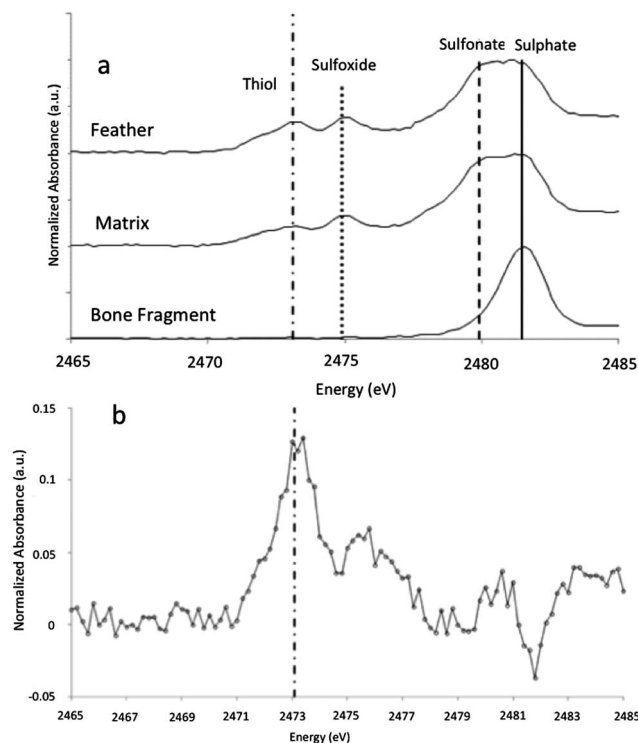 a
Thiol
Sulfoxide
Sulfonate
Sulphate
Feather
Matrix
Bone Fragment
Normalized Absorbance (a.u.)
2465 2470 2475 2480 2485
Energy (eV)
b
0.15
0.1
0.05
0
-0.05
Normalized Absorbance (a.u.)
2465 2467 2469 2471 2473 2475 2477 2479 2481 2483 2485
Energy (eV)